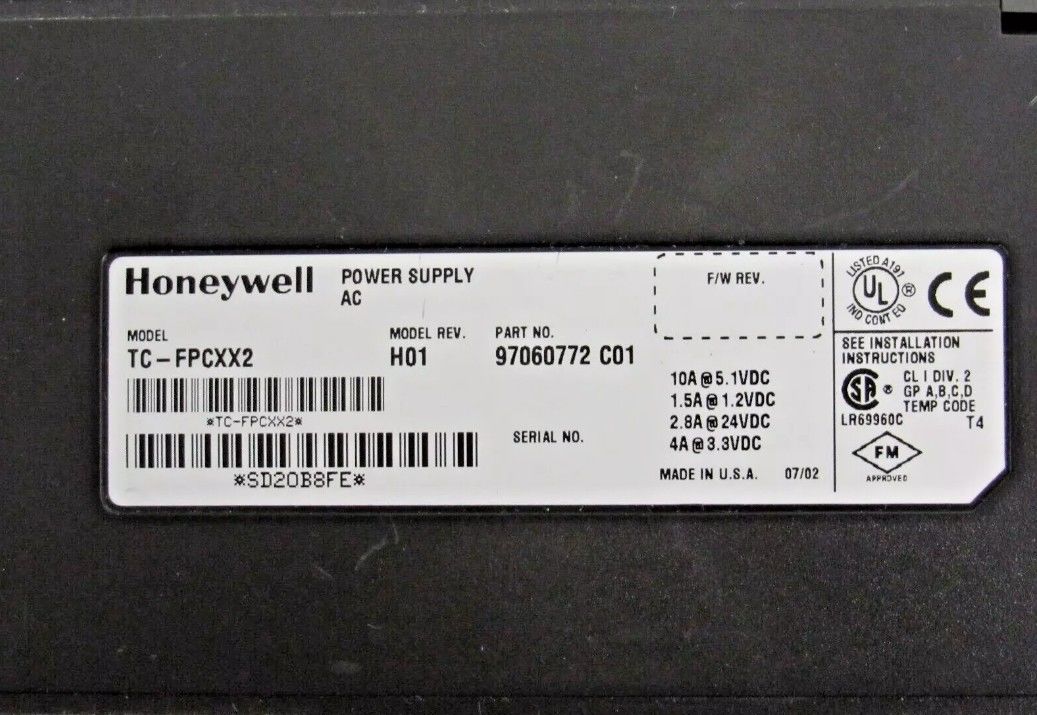 Honeywell
POWER SUPPLY
AC
MODEL
TC-FPCXX2
MODEL REV.
H01
PART NO.
97060772 C01
*TC-FPCXX2*
*SD20B8FE*
SERIAL NO.
F/W REV.
10A@5.1VDC
1.5A@1.2VDC
2.8A@24VDC
4A@3.3VDC
MADE IN U.S.A. 07/02
LISTED A197
UL ®
IND CONT EQ
CE
SEE INSTALLATION
INSTRUCTIONS
SA ®
LR69960C
CL I DIV. 2
GP A,B,C,D
TEMP CODE
T4
FM
APPROVED